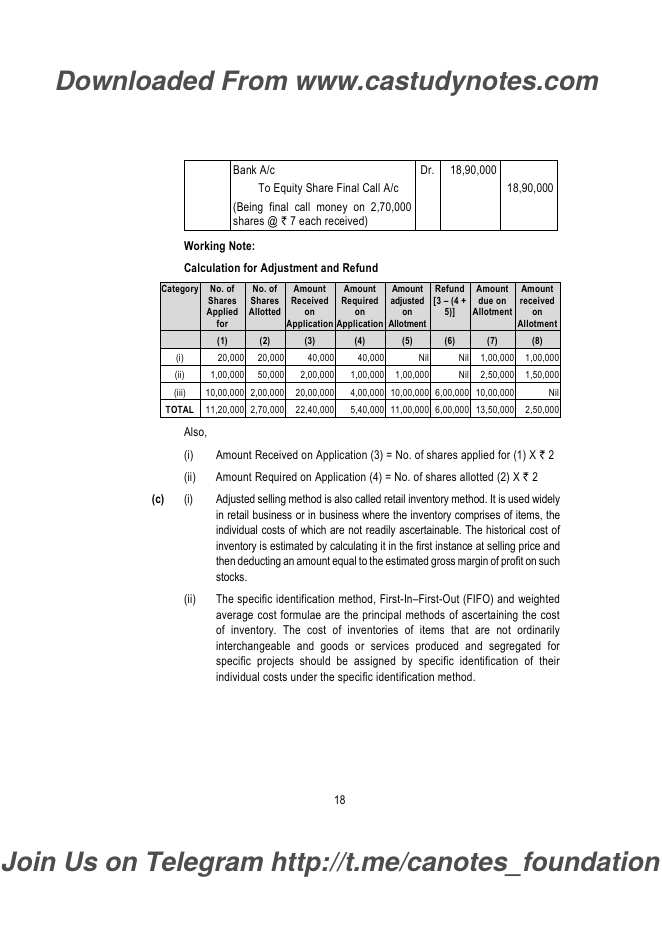 Downloaded From www.castudynotes.com
Bank A/c Dr. 18,90,000
To Equity Share Final Call A/c 18,90,000
(Being final call money on 2,70,000
shares @ ₹ 7 each received)
Working Note:
Calculation for Adjustment and Refund
Category No. of No. of Amount Amount Amount Refund Amount Amount
Shares Shares Received Required adjusted [3 – (4 + due on received
Applied Allotted on on on 5)] Allotment on
for Application Application Allotment Allotment
(1) (2) (3) (4) (5) (6) (7) (8)
(i) 20,000 20,000 40,000 40,000 Nil Nil 1,00,000 1,00,000
(ii) 1,00,000 50,000 2,00,000 1,00,000 1,00,000 Nil 2,50,000 1,50,000
(iii) 10,00,000 2,00,000 20,00,000 4,00,000 10,00,000 6,00,000 10,00,000 Nil
TOTAL 11,20,000 2,70,000 22,40,000 5,40,000 11,00,000 6,00,000 13,50,000 2,50,000
Also,
(i) Amount Received on Application (3) = No. of shares applied for (1) X ₹ 2
(ii) Amount Required on Application (4) = No. of shares allotted (2) X ₹ 2
(c) (i) Adjusted selling method is also called retail inventory method. It is used widely
in retail business or in business where the inventory comprises of items, the
individual costs of which are not readily ascertainable. The historical cost of
inventory is estimated by calculating it in the first instance at selling price and
then deducting an amount equal to the estimated gross margin of profit on such
stocks.
(ii) The specific identification method, First-In–First-Out (FIFO) and weighted
average cost formulae are the principal methods of ascertaining the cost
of inventory. The cost of inventories of items that are not ordinarily
interchangeable and goods or services produced and segregated for
specific projects should be assigned by specific identification of their
individual costs under the specific identification method.
18
Join Us on Telegram http://t.me/canotes_foundation